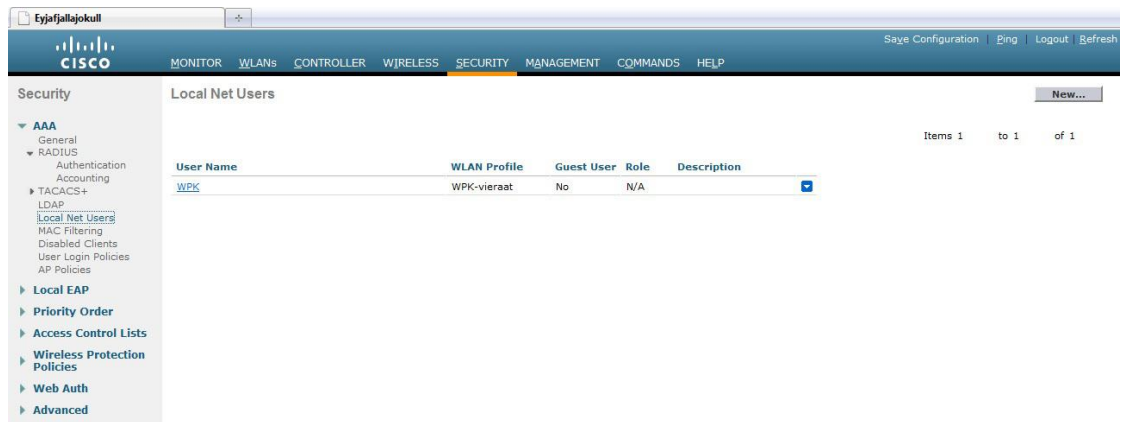 Eyjafjallajokull
Save Configuration | Ping | Logout | Refresh
CISCO
MONITOR WLANs CONTROLLER WIRELESS SECURITY MANAGEMENT COMMANDS HELP
Security
AAA
General
RADIUS
Authentication
Accounting
TACACS+
LDAP
Local Net Users
MAC Filtering
Disabled Clients
User Login Policies
AP Policies
Local EAP
Priority Order
Access Control Lists
Wireless Protection
Policies
Web Auth
Advanced
Local Net Users
New...
Items 1 to 1 of 1
User Name WLAN Profile Guest User Role Description
WPK WPK-vieraat No N/A